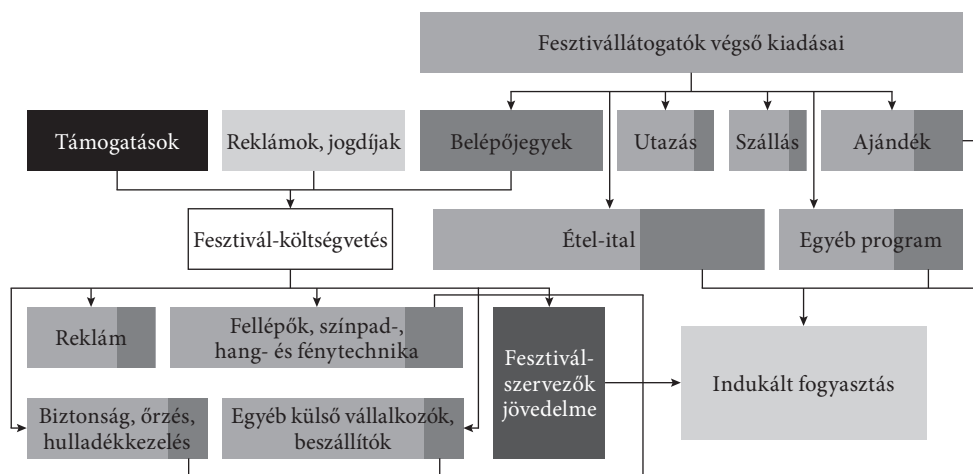 Fesztivállátogatók végső kiadásai
Támogatások
Reklámok, jogdíjak
Belépőjegyek
Utazás
Szállás
Ajándék
Fesztivál-költségvetés
Étel-ital
Egyéb program
Reklám
Fellépők, színpad-,
hang- és fénytechnika
Fesztivál-
szervezők
jövedelme
Indukált fogyasztás
Biztonság, őrzés,
hulladékkezelés
Egyéb külső vállalkozók,
beszállítók